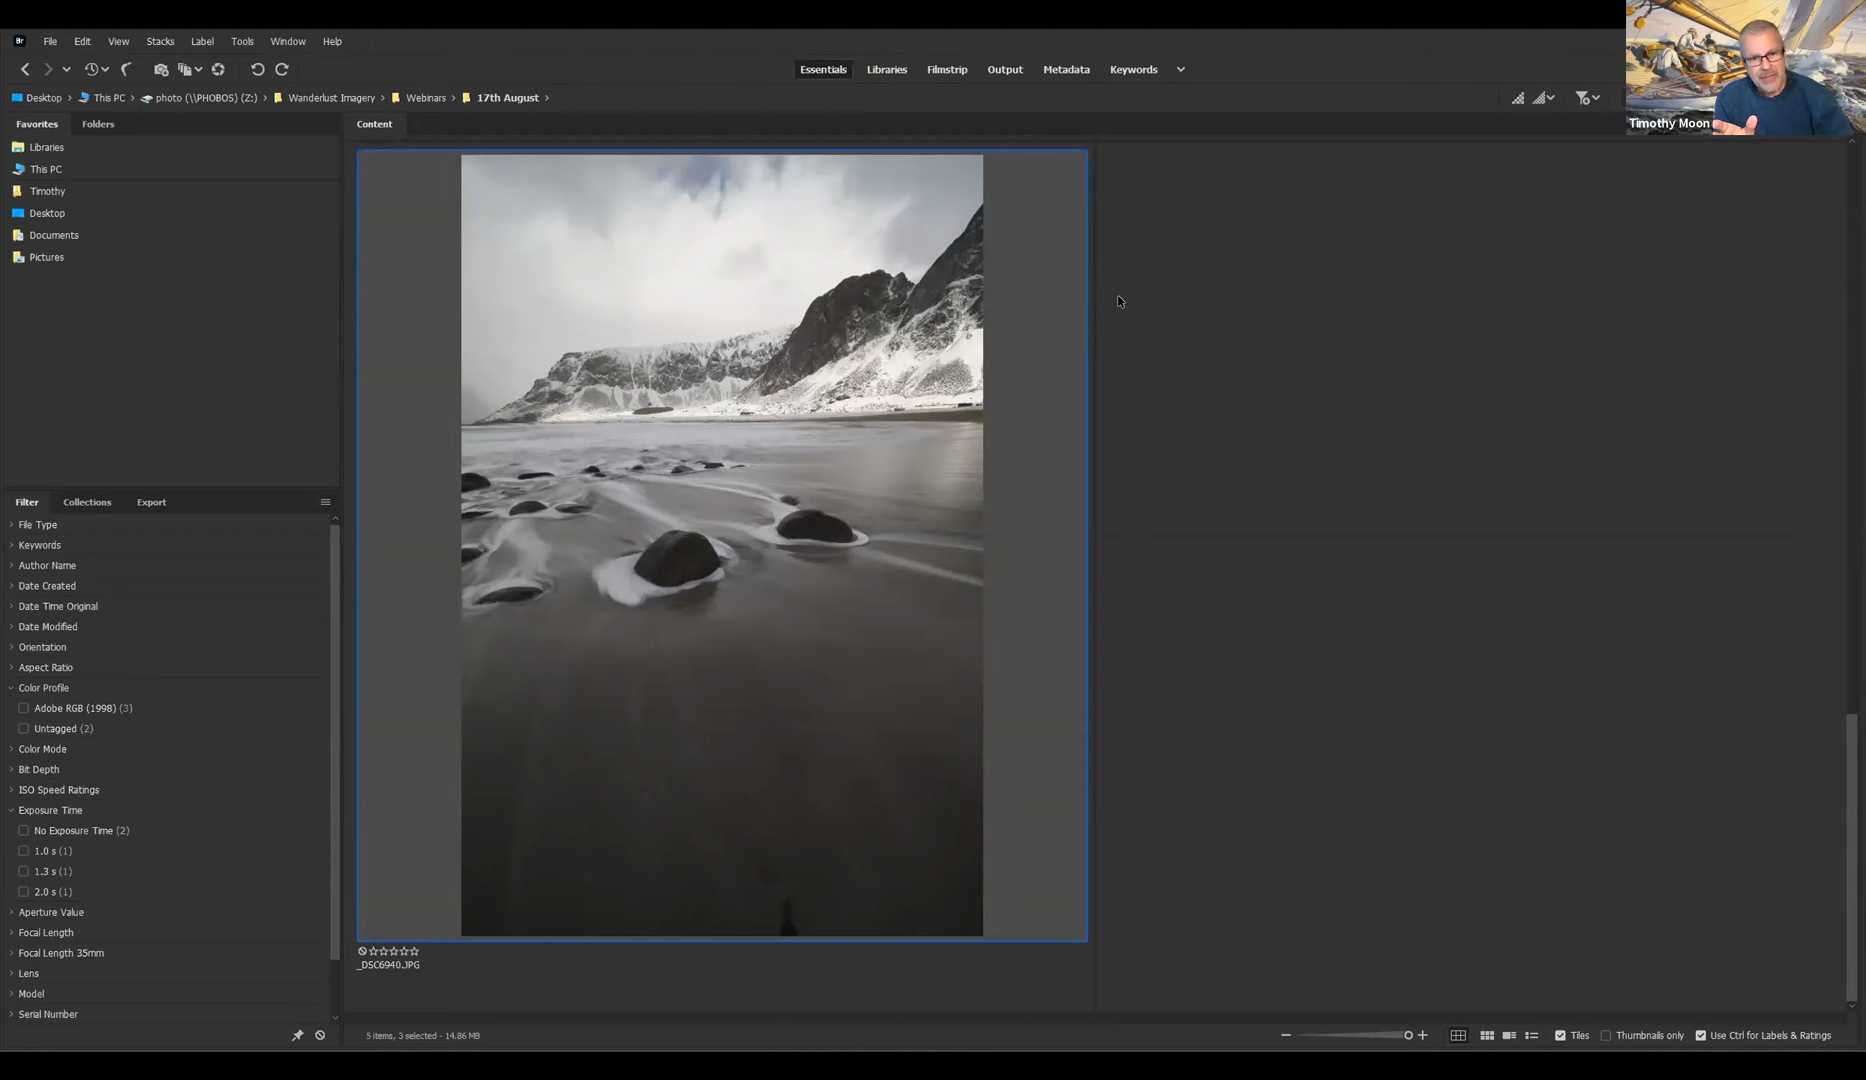 Br File Edit View Stacks Label Tools Window Help
Essentials Libraries Filmstrip Output Metadata Keywords
Timothy Moon
Desktop This PC photo (\\PHOBOS) (Z:) Wanderlust Imagery Webinars 17th August
Favorites Folders
Content
Libraries
This PC
Timothy
Desktop
Documents
Pictures
Filter Collections Export
File Type
Keywords
Author Name
Date Created
Date Time Original
Date Modified
Orientation
Aspect Ratio
Color Profile
Adobe RGB (1998) (3)
Untagged (2)
Color Mode
Bit Depth
ISO Speed Ratings
Exposure Time
No Exposure Time (2)
1.0 s (1)
1.3 s (1)
2.0 s (1)
Aperture Value
Focal Length
Focal Length 35mm
Lens
Model
Serial Number
_DSC6940.JPG
5 items, 3 selected - 14.86 MB
Tiles Thumbnails only Use Ctrl for Labels & Ratings